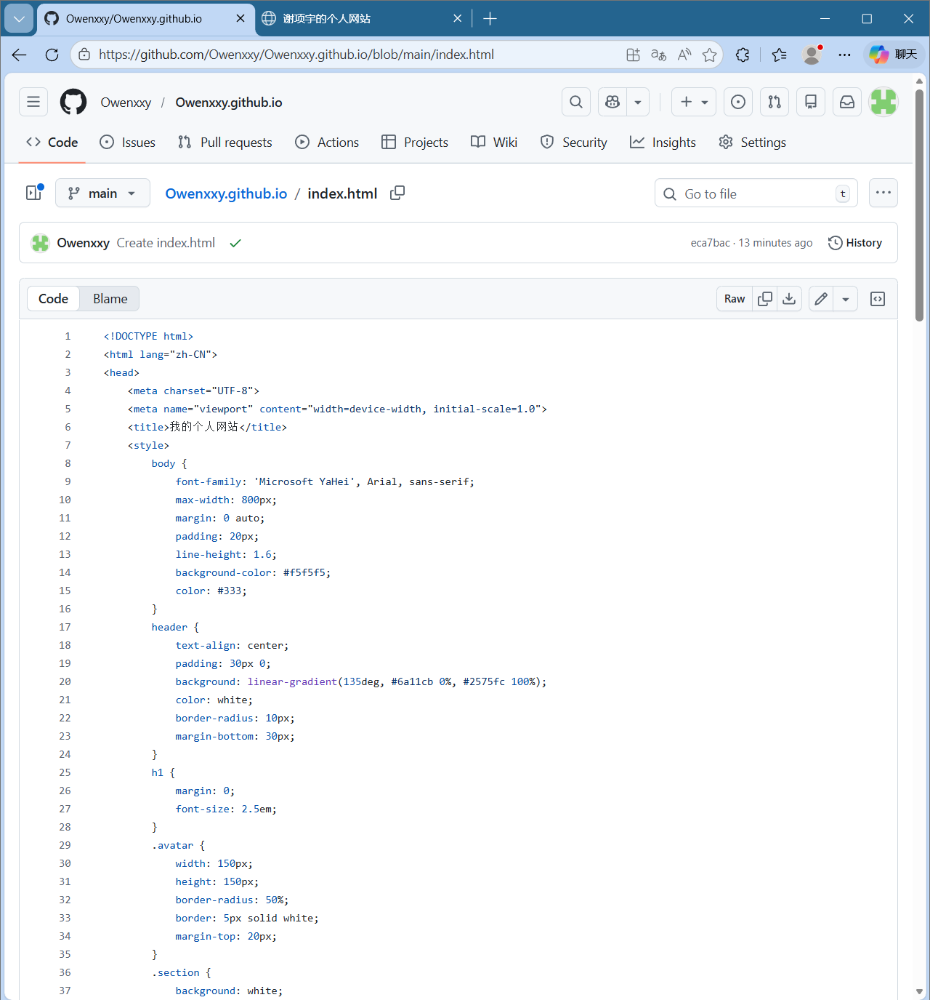 Owenxxy/Owenxxy.github.io
谢项宇的个人网站
https://github.com/Owenxxy/Owenxxy.github.io/blob/main/index.html
聊天
Owenxxy / Owenxxy.github.io
Code Issues Pull requests Actions Projects Wiki Security Insights Settings
main Owenxxy.github.io / index.html Go to file t
Owenxxy Create index.html eca7bac · 13 minutes ago History
Code Blame Raw
1 <!DOCTYPE html>
2 <html lang="zh-CN">
3 <head>
4 <meta charset="UTF-8">
5 <meta name="viewport" content="width=device-width, initial-scale=1.0">
6 <title>我的个人网站</title>
7 <style>
8 body {
9 font-family: 'Microsoft YaHei', Arial, sans-serif;
10 max-width: 800px;
11 margin: 0 auto;
12 padding: 20px;
13 line-height: 1.6;
14 background-color: #f5f5f5;
15 color: #333;
16 }
17 header {
18 text-align: center;
19 padding: 30px 0;
20 background: linear-gradient(135deg, #6a11cb 0%, #2575fc 100%);
21 color: white;
22 border-radius: 10px;
23 margin-bottom: 30px;
24 }
25 h1 {
26 margin: 0;
27 font-size: 2.5em;
28 }
29 .avatar {
30 width: 150px;
31 height: 150px;
32 border-radius: 50%;
33 border: 5px solid white;
34 margin-top: 20px;
35 }
36 .section {
37 background: white;